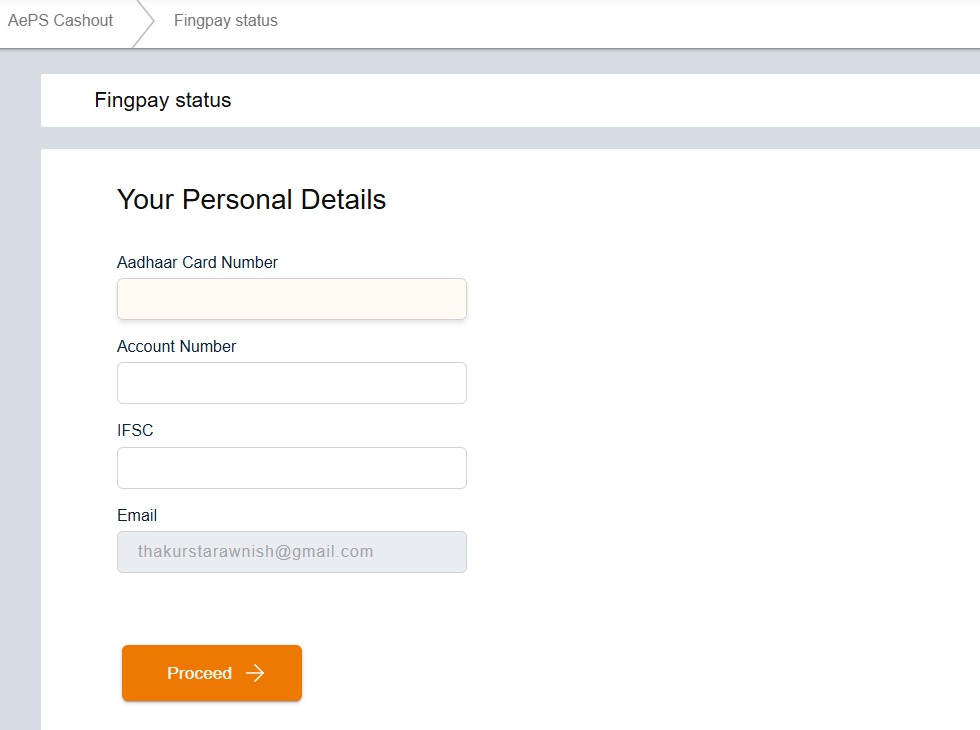 AePS Cashout Fingpay status
Fingpay status
Your Personal Details
Aadhaar Card Number
Account Number
IFSC
Email
thakurstarawnish@gmail.com
Proceed